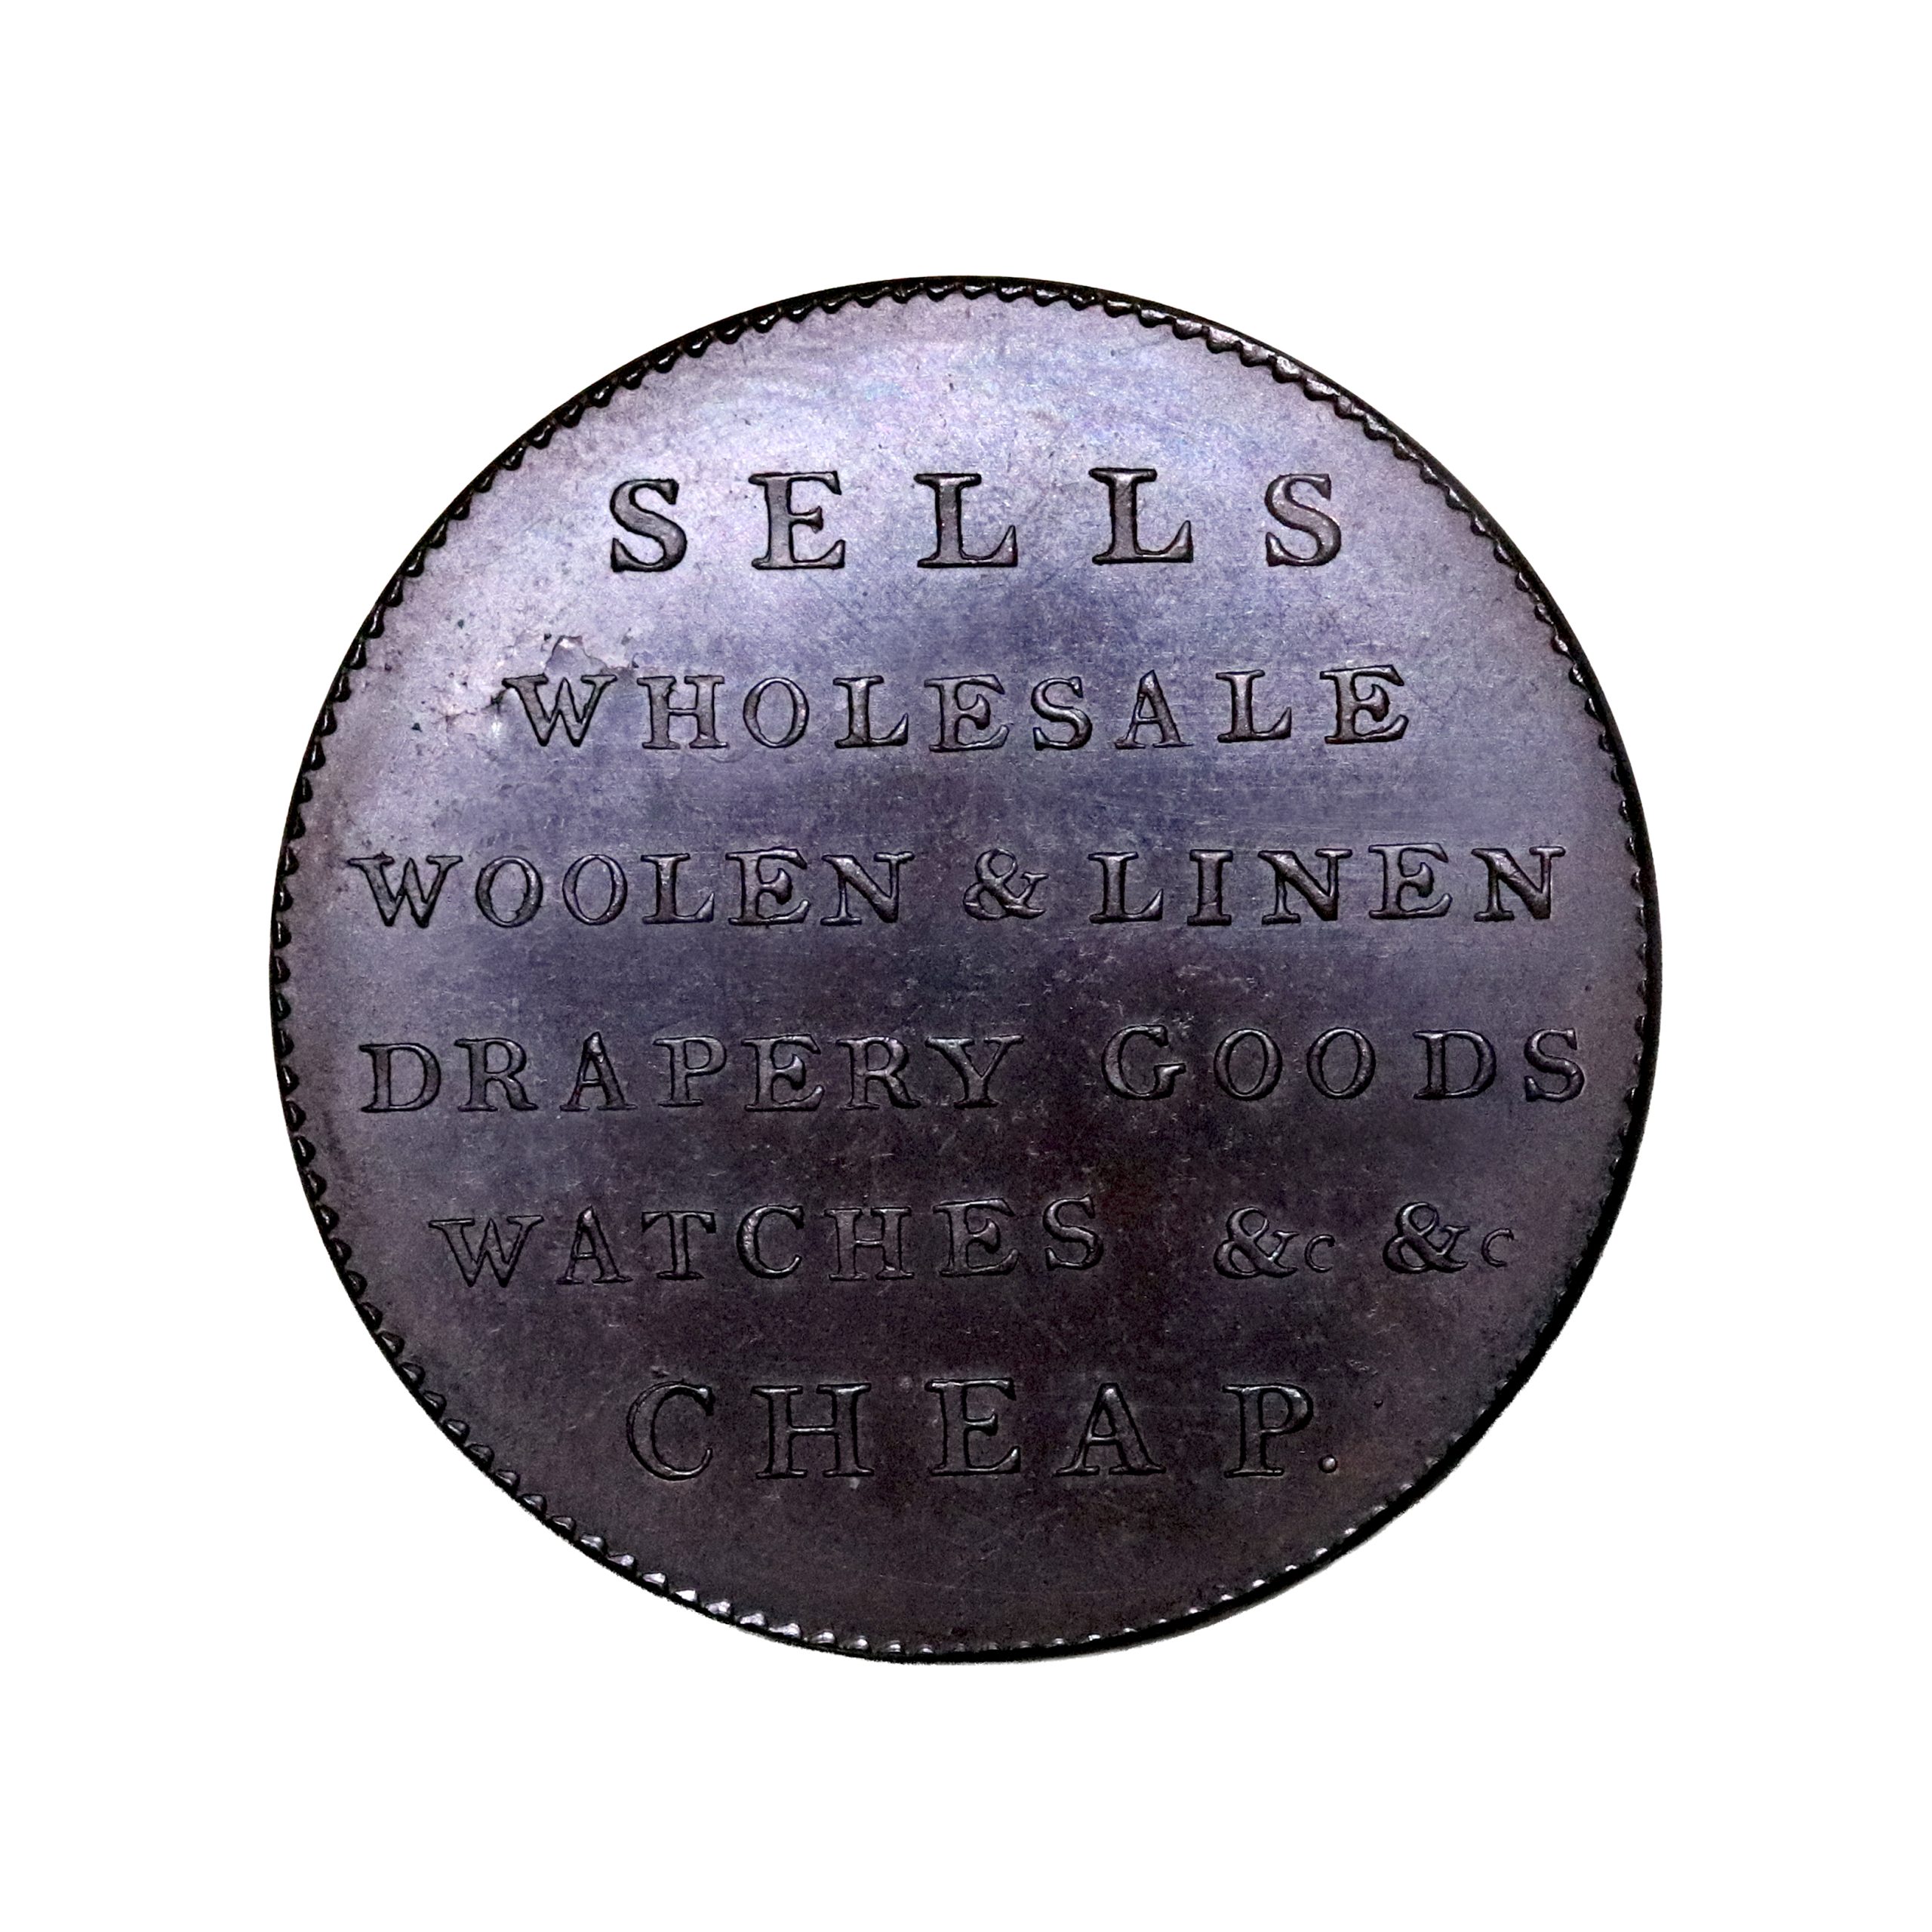 SELLS
WHOLESALE
WOOLEN & LINEN
DRAPERY GOODS
WATCHES &c &c
CHEAP.